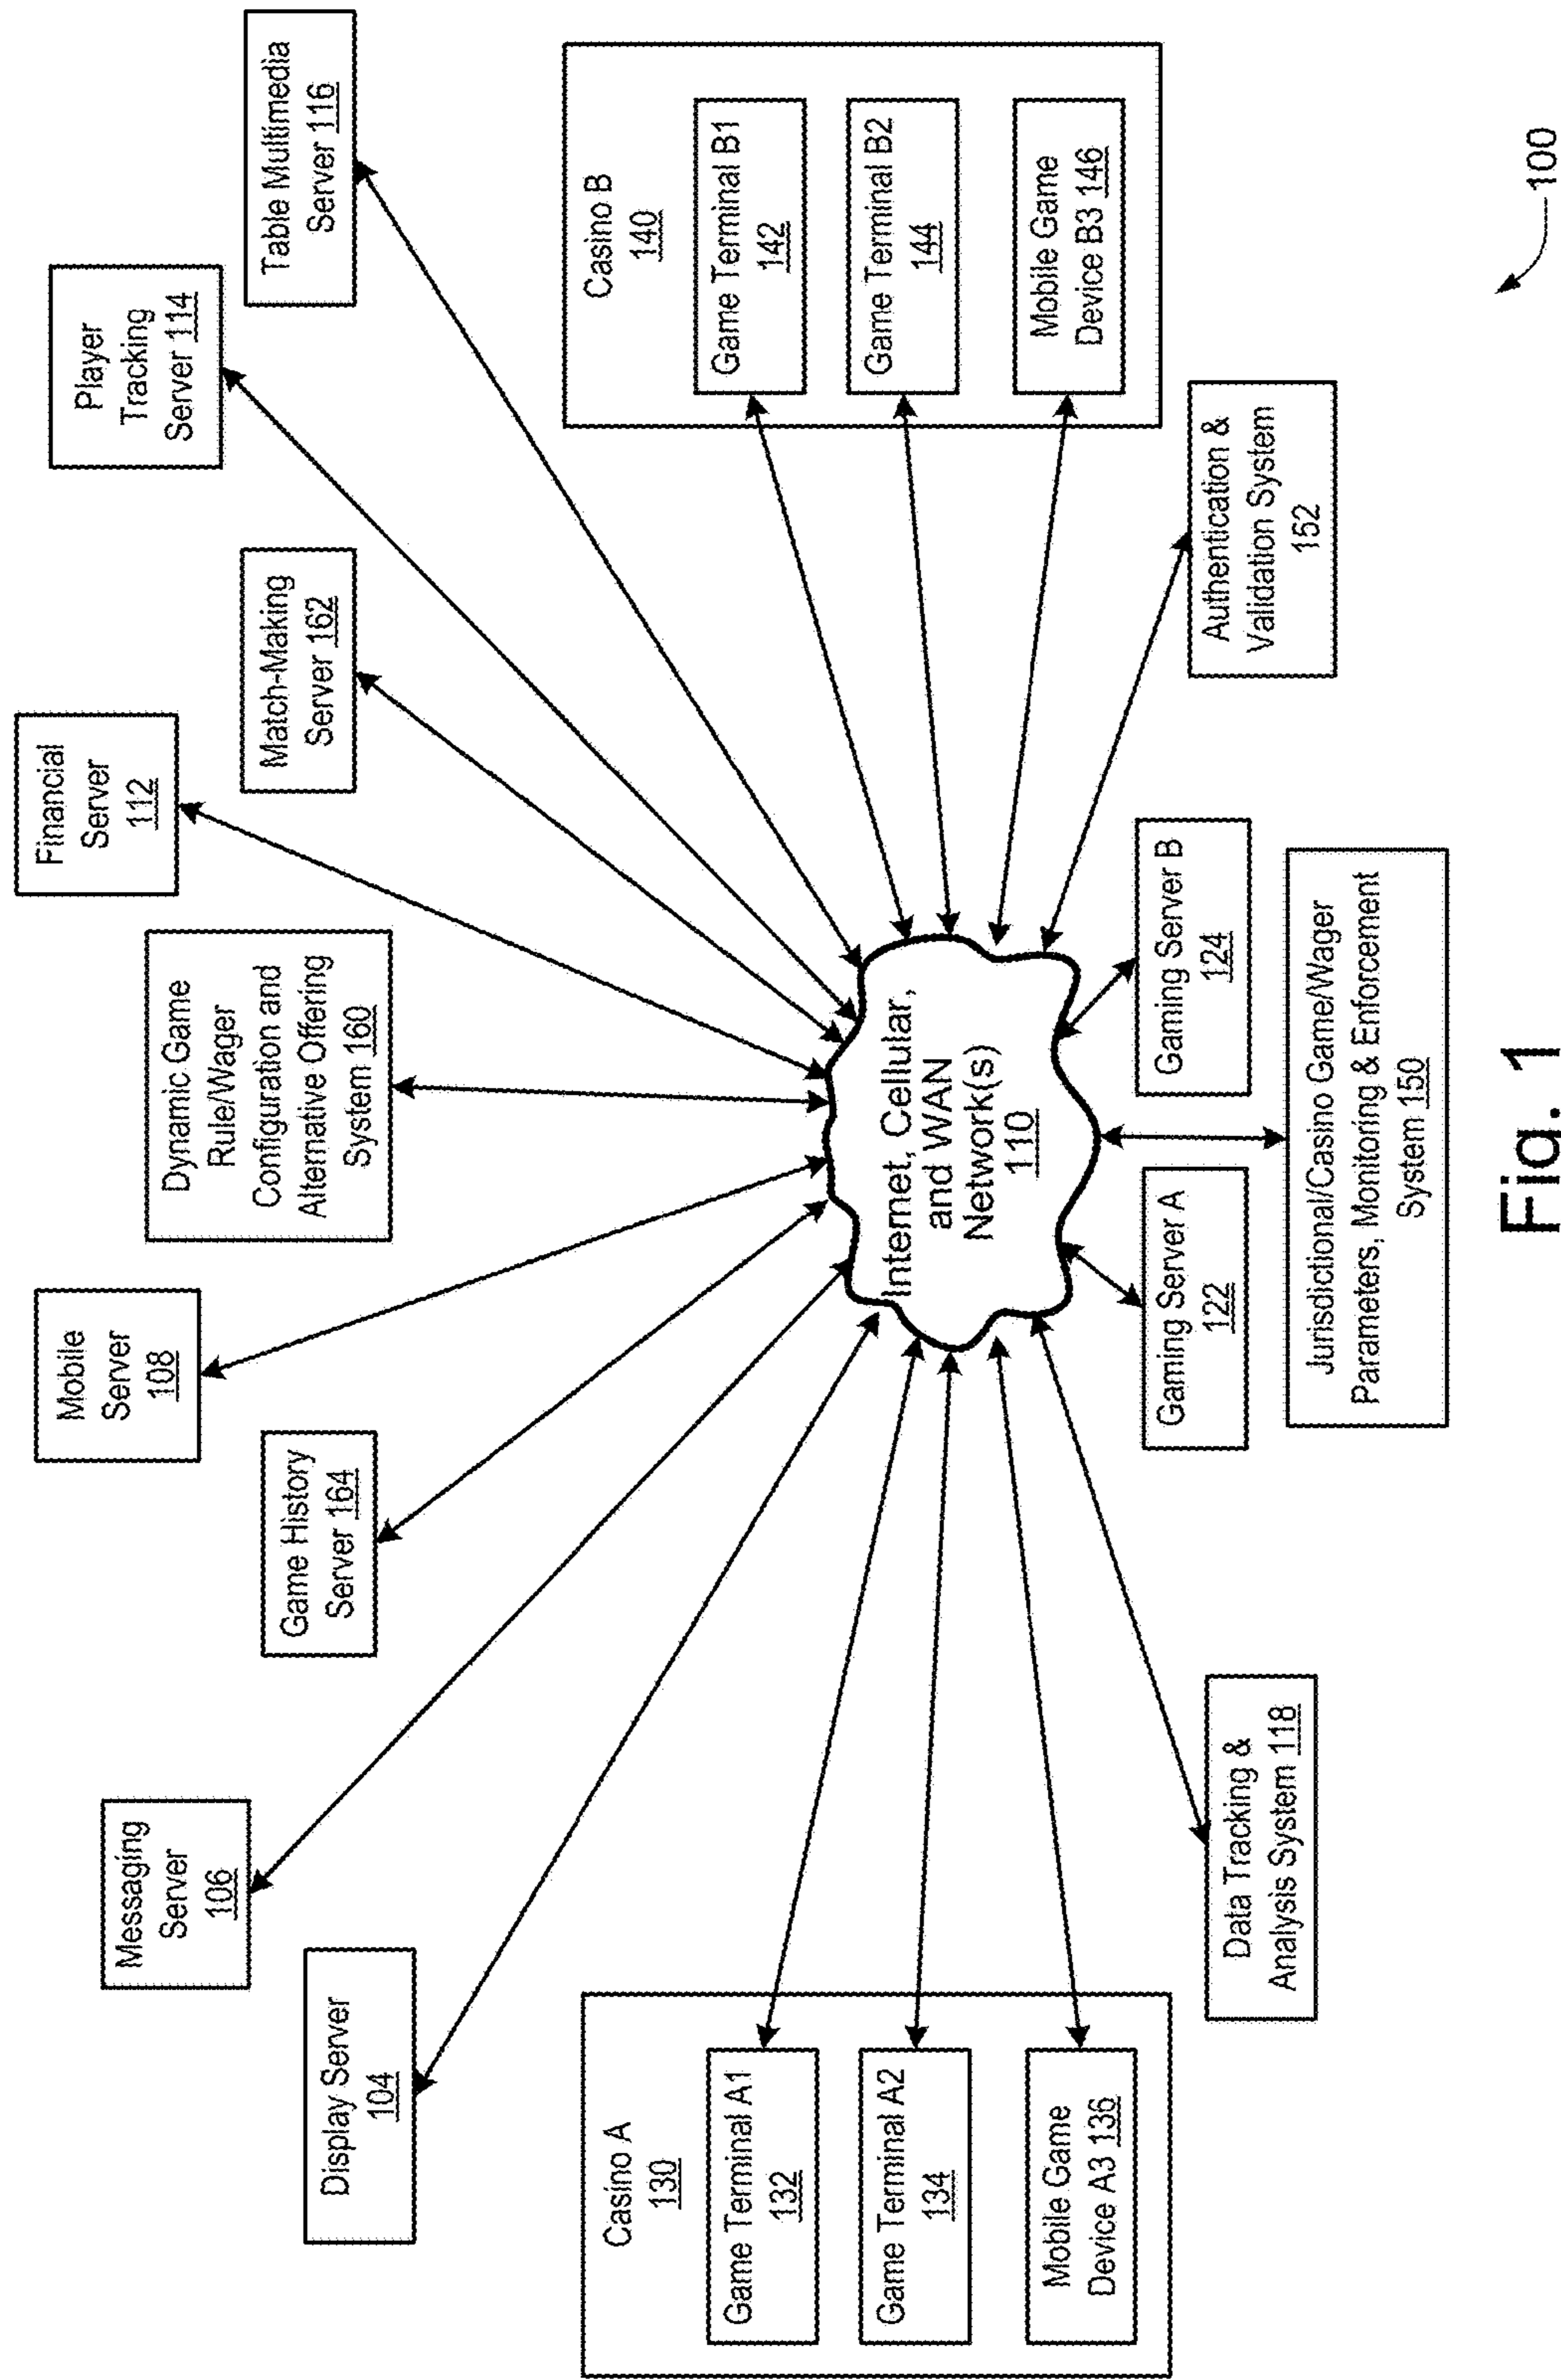 Messaging
Server
106
Mobile
Server
108
Financial
Server
112
Player
Tracking
Server 114
Display Server
104
Game History
Server 164
Dynamic Game
Rule/Wager
Configuration and
Alternative Offering
System 160
Match-Making
Server 162
Table Multimedia
Server 116
Casino A
130
Game Terminal A1
132
Game Terminal A2
134
Mobile Game
Device A3 136
Internet, Cellular,
and WAN
Network(s)
110
Casino B
140
Game Terminal B1
142
Game Terminal B2
144
Mobile Game
Device B3 146
Data Tracking &
Analysis System 118
Gaming Server A
122
Gaming Server B
124
Authentication &
Validation System
152
Jurisdictional/Casino Game/Wager
Parameters, Monitoring & Enforcement
System 150
Fig. 1
100